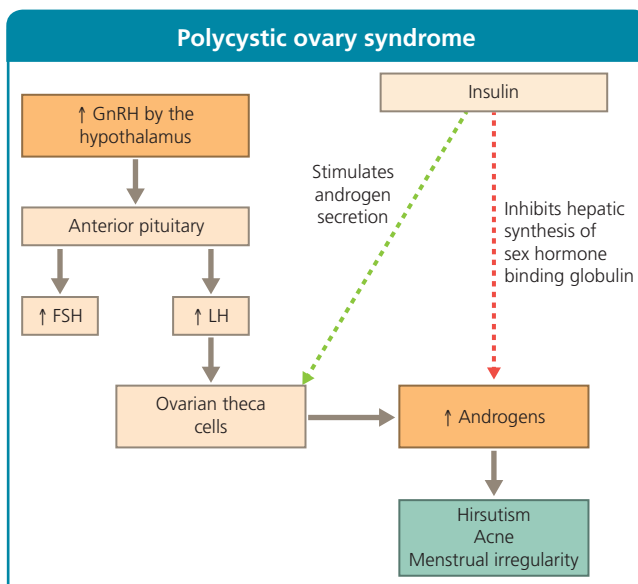 Polycystic ovary syndrome
↑ GnRH by the
hypothalamus
Insulin
Stimulates
androgen
secretion
Inhibits hepatic
synthesis of
sex hormone
binding globulin
Anterior pituitary
↑ FSH
↑ LH
Ovarian theca
cells
↑ Androgens
Hirsutism
Acne
Menstrual irregularity